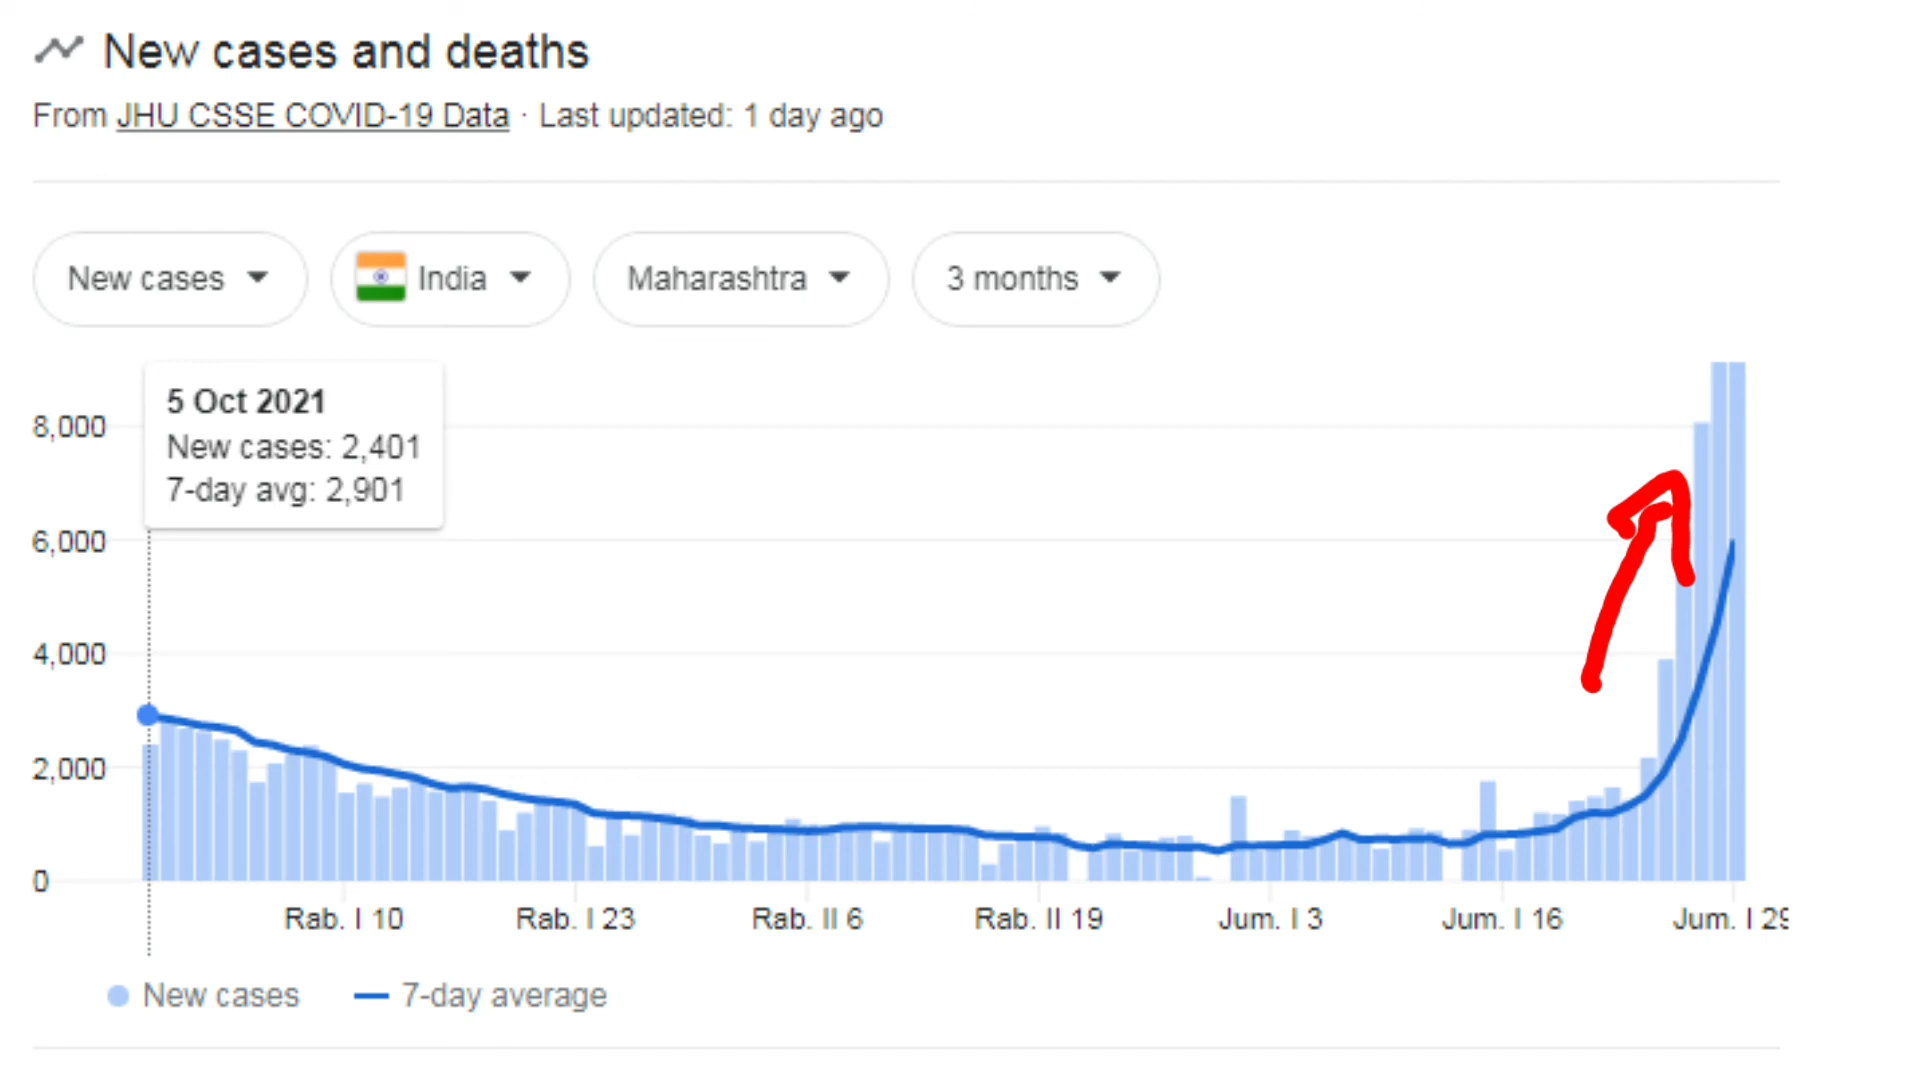 New cases and deaths
From JHU CSSE COVID-19 Data · Last updated: 1 day ago
New cases India Maharashtra 3 months
5 Oct 2021
New cases: 2,401
7-day avg: 2,901
8,000
6,000
4,000
2,000
0
Rab. I 10 Rab. I 23 Rab. II 6 Rab. II 19 Jum. I 3 Jum. I 16 Jum. I 29
New cases 7-day average